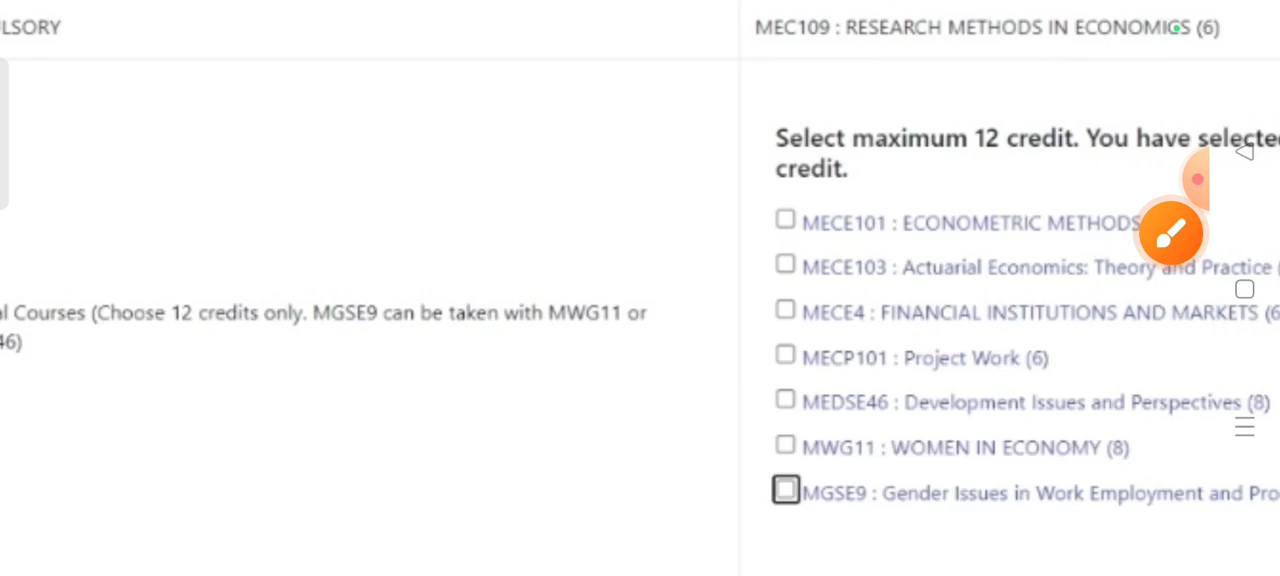 LSORY
MEC109 : RESEARCH METHODS IN ECONOMICS (6)
Select maximum 12 credit. You have selecte
credit.
MECE101 : ECONOMETRIC METHODS
MECE103 : Actuarial Economics: Theory and Practice (
MECE4 : FINANCIAL INSTITUTIONS AND MARKETS (6
l Courses (Choose 12 credits only. MGSE9 can be taken with MWG11 or
46)
MECP101 : Project Work (6)
MEDSE46 : Development Issues and Perspectives (8)
MWG11 : WOMEN IN ECONOMY (8)
MGSE9 : Gender Issues in Work Employment and Pro